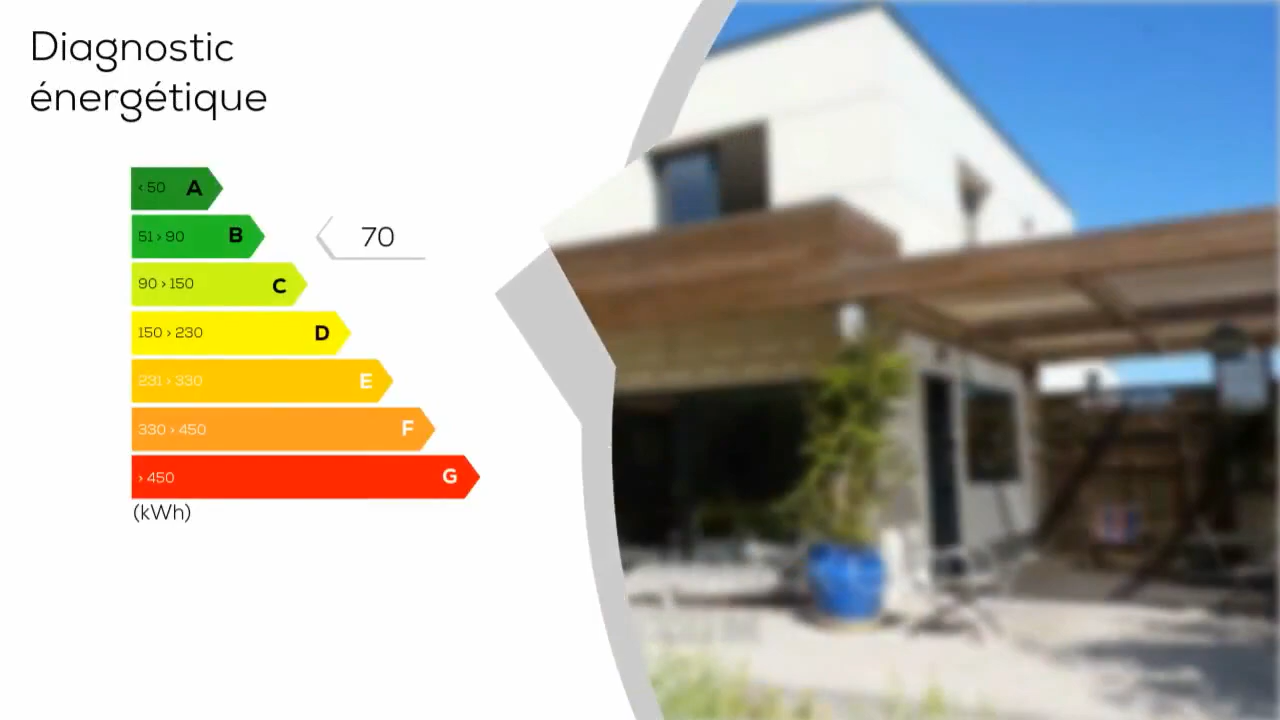 Diagnostic
énergétique
< 50 A
51 > 90 B
70
90 > 150 C
150 > 230 D
231 > 330 E
330 > 450 F
> 450 G
(kWh)